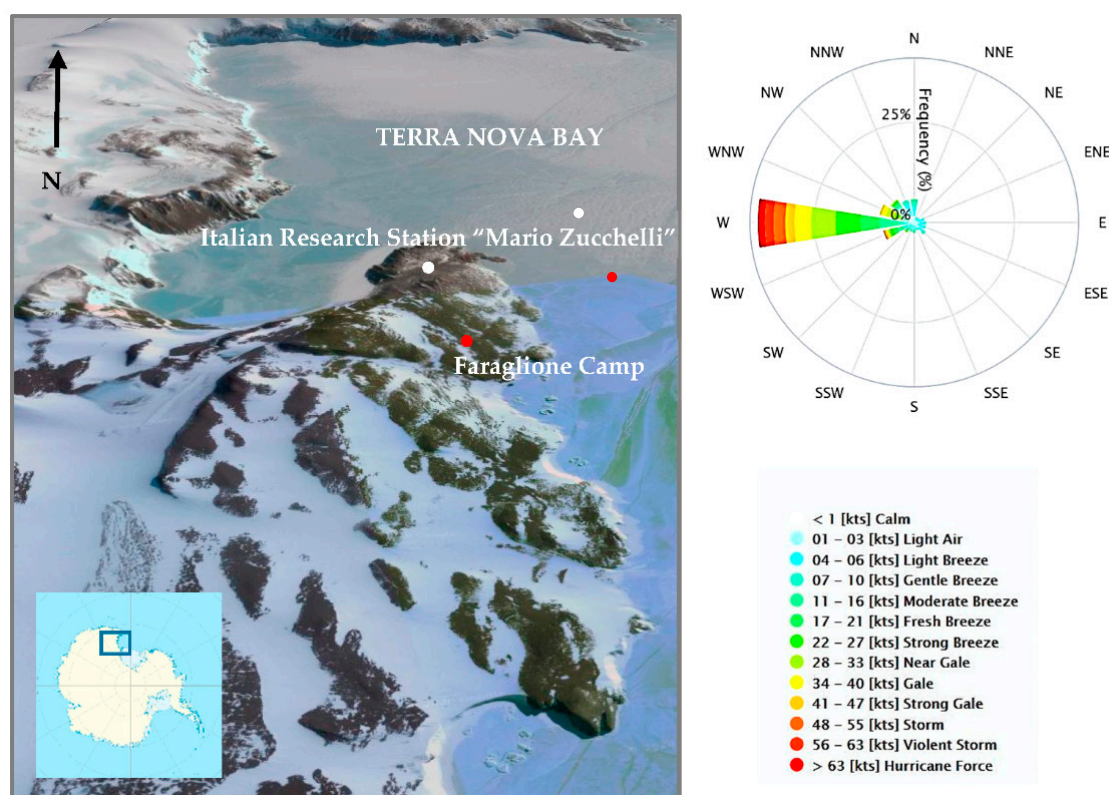 TERRA NOVA BAY
Italian Research Station “Mario Zucchelli”
N
Faraglione Camp
N
NNE
NE
ENE
E
ESE
SE
SSE
S
SSW
SW
WSW
W
WNW
NW
NNW
25%
0%
Frequency (%)
< 1 [kts] Calm
01 – 03 [kts] Light Air
04 – 06 [kts] Light Breeze
07 – 10 [kts] Gentle Breeze
11 – 16 [kts] Moderate Breeze
17 – 21 [kts] Fresh Breeze
22 – 27 [kts] Strong Breeze
28 – 33 [kts] Near Gale
34 – 40 [kts] Gale
41 – 47 [kts] Strong Gale
48 – 55 [kts] Storm
56 – 63 [kts] Violent Storm
> 63 [kts] Hurricane Force